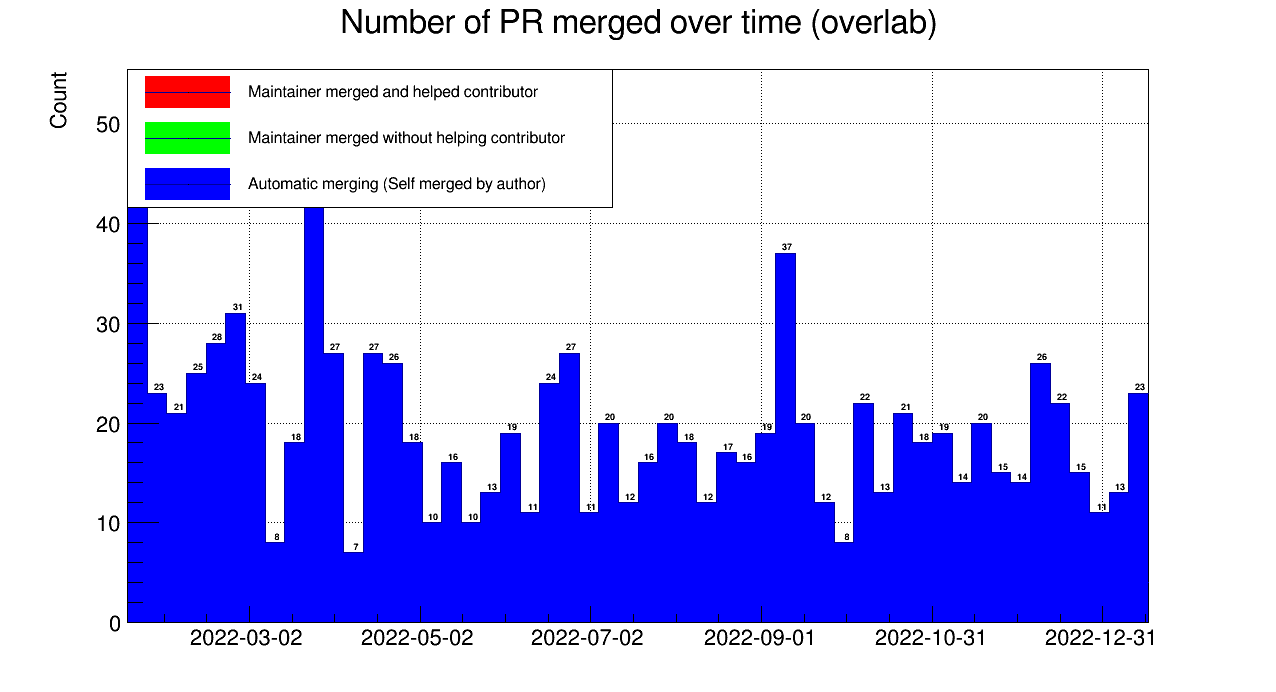 Number of PR merged over time (overlab)
Count
Maintainer merged and helped contributor
Maintainer merged without helping contributor
Automatic merging (Self merged by author)
50
40
30
20
10
0
23 21 25 28 31 24 8 18 27 7 27 26 18 10 16 10 13 19 11 24 27 11 20 12 16 20 18 12 17 16 19 37 20 12 8 22 13 21 18 19 14 20 15 14 26 22 15 11 13 23
2022-03-02 2022-05-02 2022-07-02 2022-09-01 2022-10-31 2022-12-31